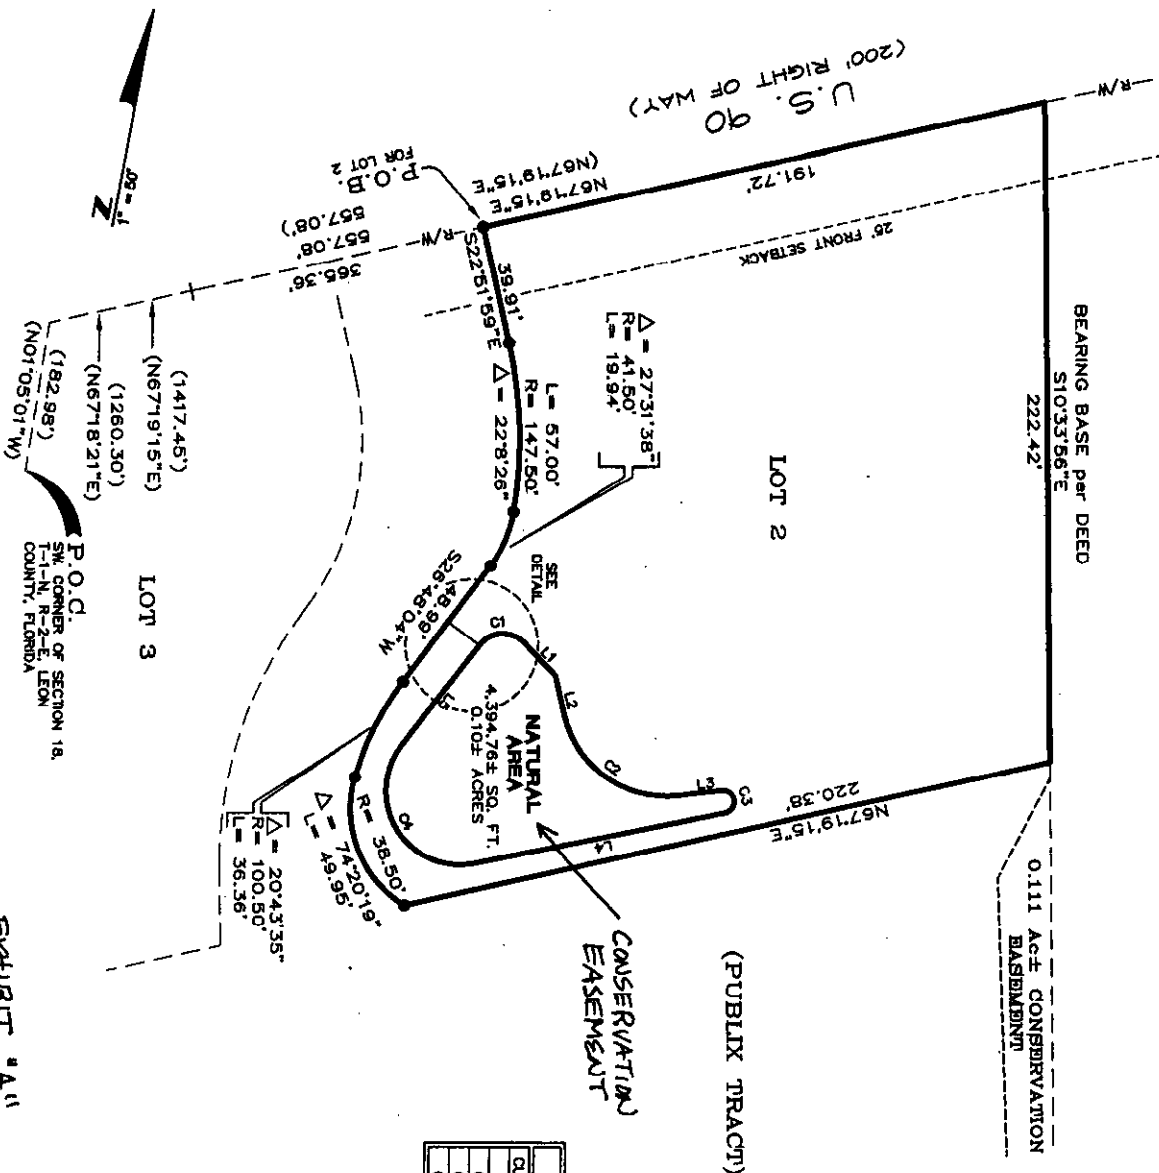 (200' RIGHT OF WAY)
U.S. 90
R/W
191.72'
N67°19'15"E
(N67°19'15"E)
25' FRONT SETBACK
P.O.B.
FOR LOT 2
R/W
365.36'
557.08'
557.08')
Z
1" = 50'
39.91'
S22°51'59"E
L= 57.00'
R= 147.50'
Δ= 22°8'26"
Δ= 27°31'38"
R= 41.50'
L= 19.94'
BEARING BASE per DEED
S10°33'56"E
222.42'
LOT 2
(1417.45')
(N67°19'15"E)
(1260.30')
(N67°18'21"E)
(182.98')
(N01°05'01"W)
P.O.C.
SW. CORNER OF SECTION 18,
T-1-N, R-2-E, LEON
COUNTY, FLORIDA
LOT 3
SEE
DETAIL
48.99'
S26°48'04"W
C1
L1
L2
C2
L3
C3
L4
C4
L5
NATURAL
AREA
4,394.76± SQ. FT.
0.10± ACRES
220.38'
N67°19'15"E
R= 38.50'
Δ= 74°20'19"
L= 49.95'
Δ= 20°43'35"
R= 100.50'
L= 36.36'
0.111 Ac± CONSERVATION
EASEMENT
CONSERVATION
EASEMENT
(PUBLIX TRACT)
EXHIBIT "A"